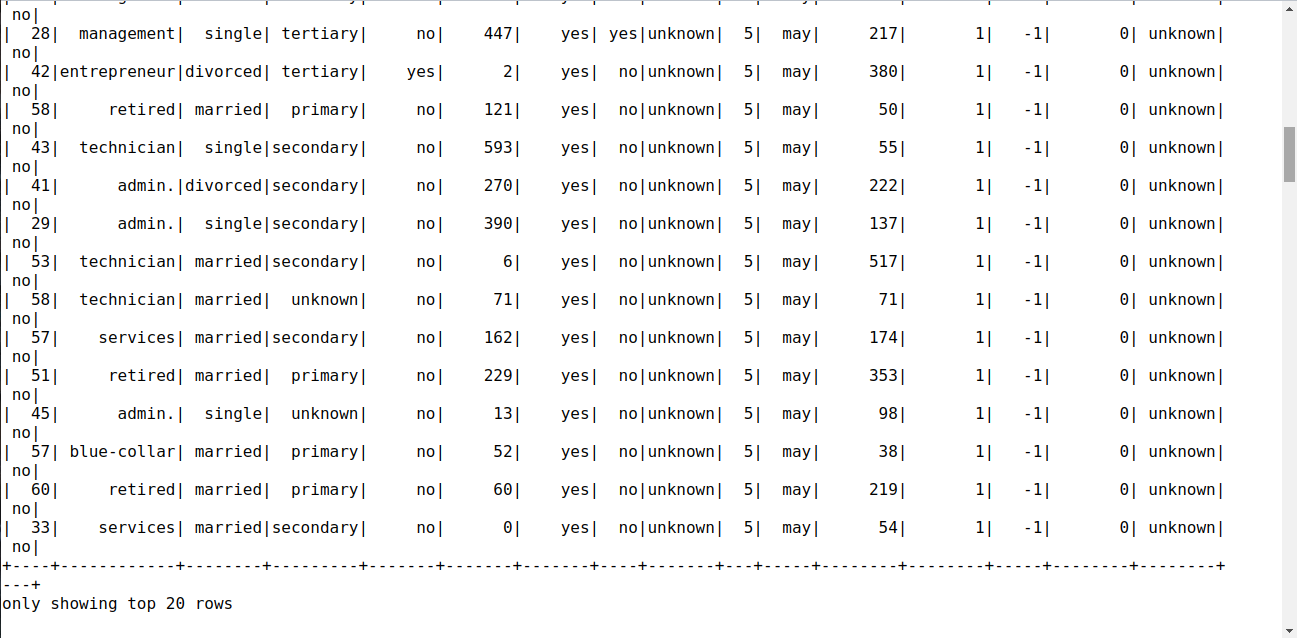 no|
|  28|  management|  single| tertiary|     no|    447|    yes| yes|unknown|  5|  may|     217|       1|   -1|       0| unknown|
 no|
|  42|entrepreneur|divorced| tertiary|    yes|      2|    yes|  no|unknown|  5|  may|     380|       1|   -1|       0| unknown|
 no|
|  58|     retired| married|  primary|     no|    121|    yes|  no|unknown|  5|  may|      50|       1|   -1|       0| unknown|
 no|
|  43|  technician|  single|secondary|     no|    593|    yes|  no|unknown|  5|  may|      55|       1|   -1|       0| unknown|
 no|
|  41|      admin.|divorced|secondary|     no|    270|    yes|  no|unknown|  5|  may|     222|       1|   -1|       0| unknown|
 no|
|  29|      admin.|  single|secondary|     no|    390|    yes|  no|unknown|  5|  may|     137|       1|   -1|       0| unknown|
 no|
|  53|  technician| married|secondary|     no|      6|    yes|  no|unknown|  5|  may|     517|       1|   -1|       0| unknown|
 no|
|  58|  technician| married|  unknown|     no|     71|    yes|  no|unknown|  5|  may|      71|       1|   -1|       0| unknown|
 no|
|  57|    services| married|secondary|     no|    162|    yes|  no|unknown|  5|  may|     174|       1|   -1|       0| unknown|
 no|
|  51|     retired| married|  primary|     no|    229|    yes|  no|unknown|  5|  may|     353|       1|   -1|       0| unknown|
 no|
|  45|      admin.|  single|  unknown|     no|     13|    yes|  no|unknown|  5|  may|      98|       1|   -1|       0| unknown|
 no|
|  57| blue-collar| married|  primary|     no|     52|    yes|  no|unknown|  5|  may|      38|       1|   -1|       0| unknown|
 no|
|  60|     retired| married|  primary|     no|     60|    yes|  no|unknown|  5|  may|     219|       1|   -1|       0| unknown|
 no|
|  33|    services| married|secondary|     no|      0|    yes|  no|unknown|  5|  may|      54|       1|   -1|       0| unknown|
 no|
+----+------------+--------+---------+-------+-------+-------+----+-------+---+-----+--------+--------+-----+--------+--------+
---+
only showing top 20 rows